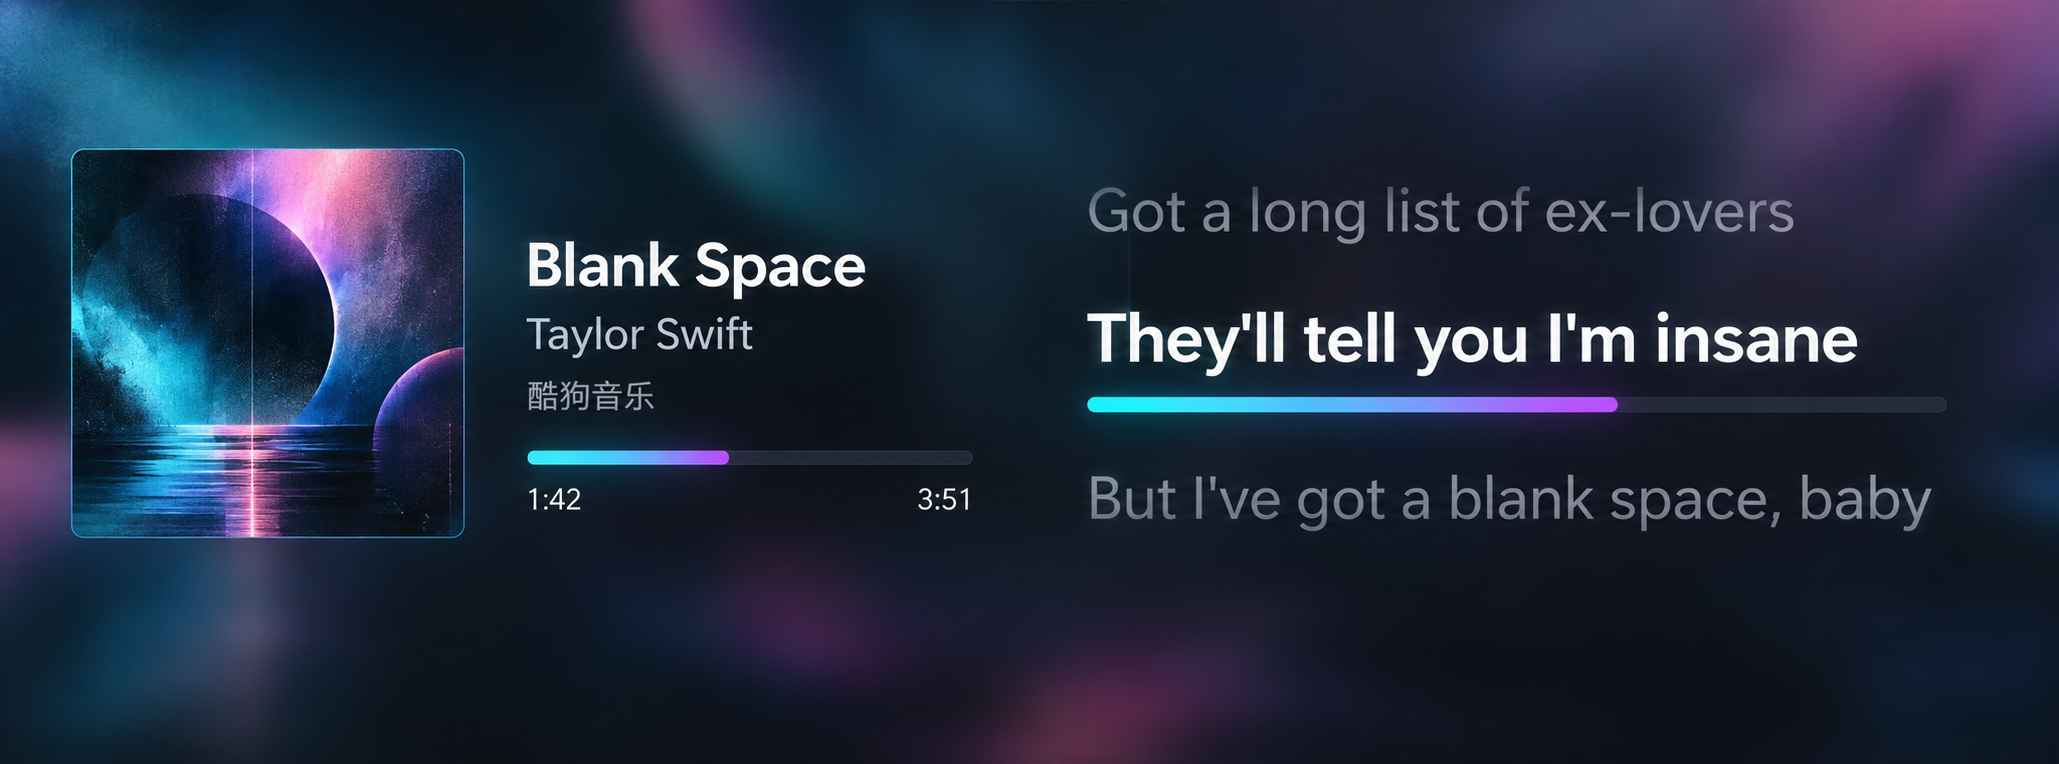 Blank Space
Taylor Swift
酷狗音乐
1:42
3:51
Got a long list of ex-lovers
They'll tell you I'm insane
But I've got a blank space, baby